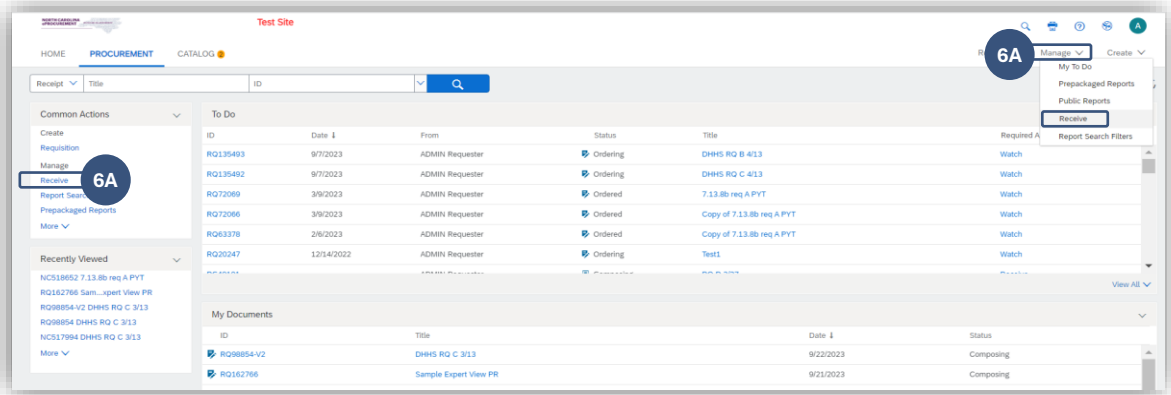 NORTH CAROLINA
ePROCUREMENT
Test Site
A
HOME PROCUREMENT CATALOG 2
6A
Manage
Create
My To Do
Prepackaged Reports
Public Reports
Receive
Report Search Filters
Receipt Title ID
Common Actions
Create
Requisition
Manage
Receive
6A
Report Sear
Prepackaged Reports
More
Recently Viewed
NC518652 7.13.8b req A PYT
RQ162766 Sam...xpert View PR
RQ98854-V2 DHHS RQ C 3/13
RQ98854 DHHS RQ C 3/13
NC517994 DHHS RQ C 3/13
More
To Do
ID Date ↓ From Status Title Required A
RQ135493 9/7/2023 ADMIN Requester Ordering DHHS RQ B 4/13 Watch
RQ135492 9/7/2023 ADMIN Requester Ordering DHHS RQ C 4/13 Watch
RQ72069 3/9/2023 ADMIN Requester Ordered 7.13.8b req A PYT Watch
RQ72066 3/9/2023 ADMIN Requester Ordered Copy of 7.13.8b req A PYT Watch
RQ63378 2/6/2023 ADMIN Requester Ordered Copy of 7.13.8b req A PYT Watch
RQ20247 12/14/2022 ADMIN Requester Ordering Test1 Watch
View All
My Documents
ID Title Date ↓ Status
RQ98854-V2 DHHS RQ C 3/13 9/22/2023 Composing
RQ162766 Sample Expert View PR 9/21/2023 Composing